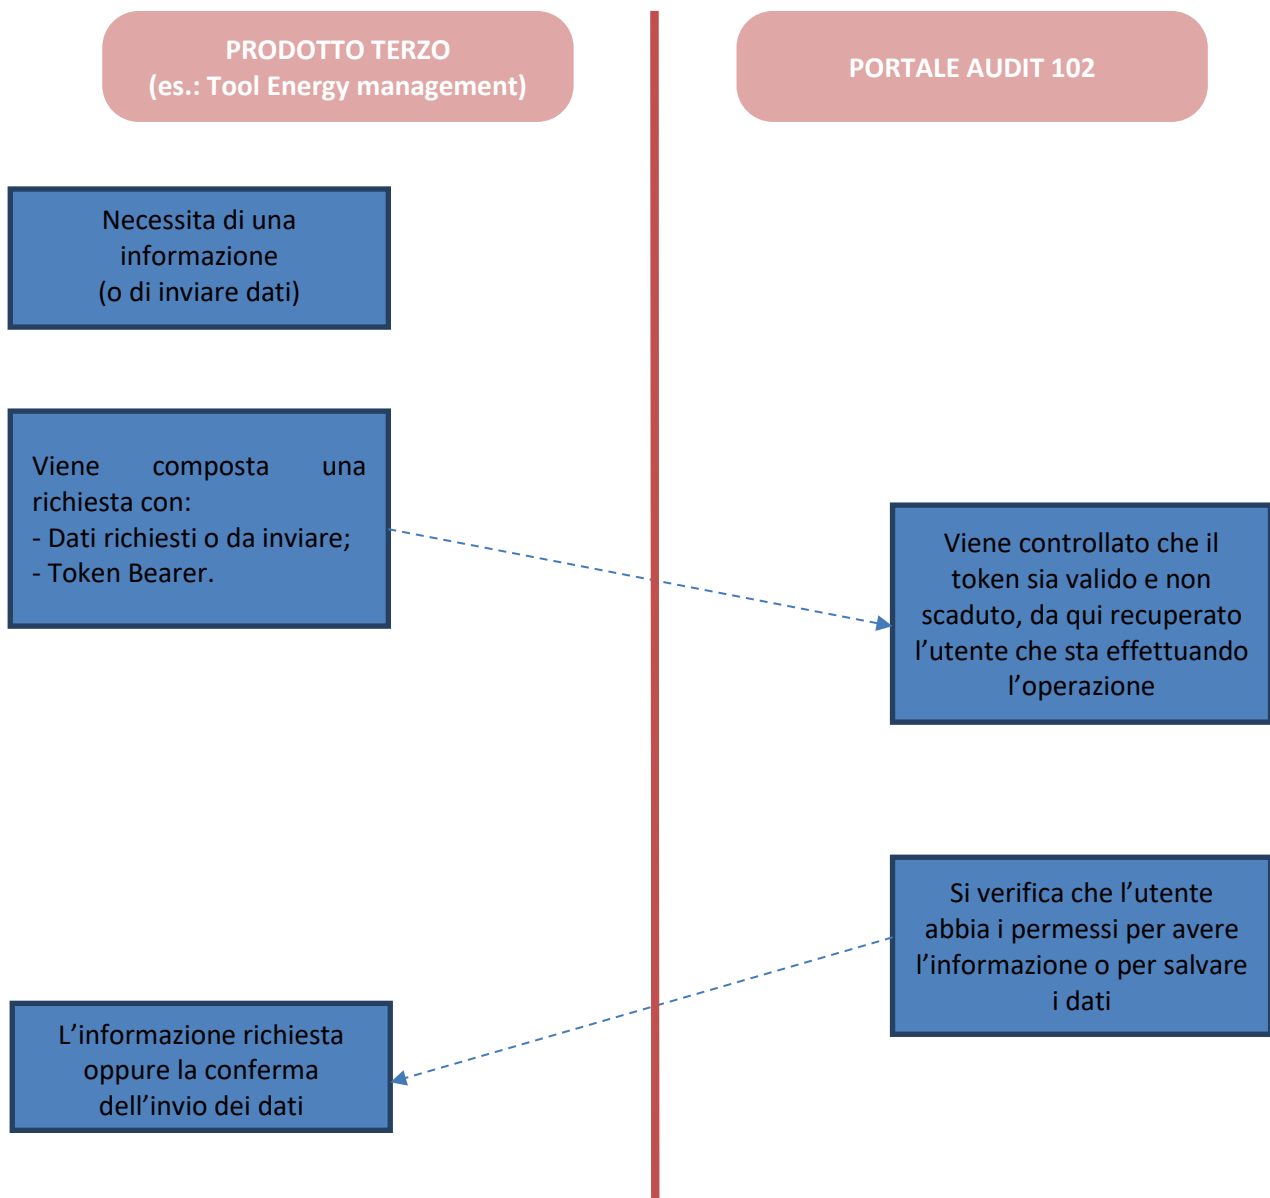 PRODOTTO TERZO
(es.: Tool Energy management)
PORTALE AUDIT 102
Necessita di una
informazione
(o di inviare dati)
Viene composta una
richiesta con:
- Dati richiesti o da inviare;
- Token Bearer.
Viene controllato che il
token sia valido e non
scaduto, da qui recuperato
l’utente che sta effettuando
l’operazione
Si verifica che l’utente
abbia i permessi per avere
l’informazione o per salvare
i dati
L’informazione richiesta
oppure la conferma
dell’invio dei dati